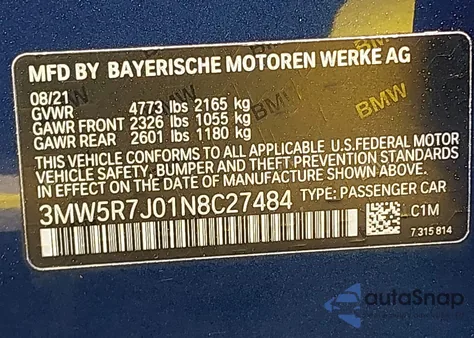 MFD BY BAYERISCHE MOTOREN WERKE AG
08/21
GVWR 4773 lbs 2165 kg
GAWR FRONT 2326 lbs 1055 kg
GAWR REAR 2601 lbs 1180 kg
THIS VEHICLE CONFORMS TO ALL APPLICABLE U.S.FEDERAL MOTOR
VEHICLE SAFETY, BUMPER AND THEFT PREVENTION STANDARDS
IN EFFECT ON THE DATE OF MANUFACTURE SHOWN ABOVE.
3MW5R7J01N8C27484 TYPE: PASSENGER CAR
C1M
7 315 814
BMW
BMW
BMW
BMW
autaSnap